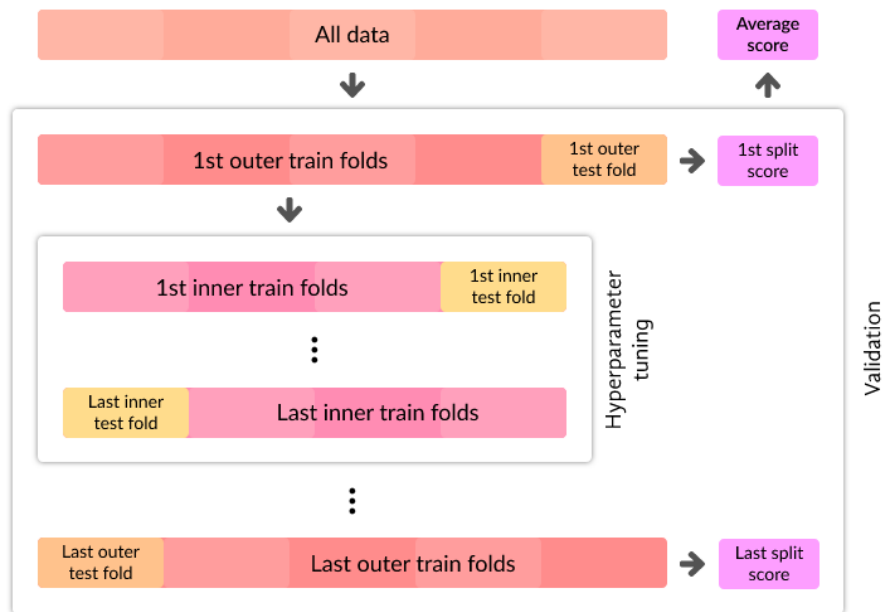 All data
Average
score
1st outer train folds
1st outer
test fold
1st split
score
1st inner train folds
1st inner
test fold
Hyperparameter
tuning
Validation
Last inner
test fold
Last inner train folds
Last outer
test fold
Last outer train folds
Last split
score